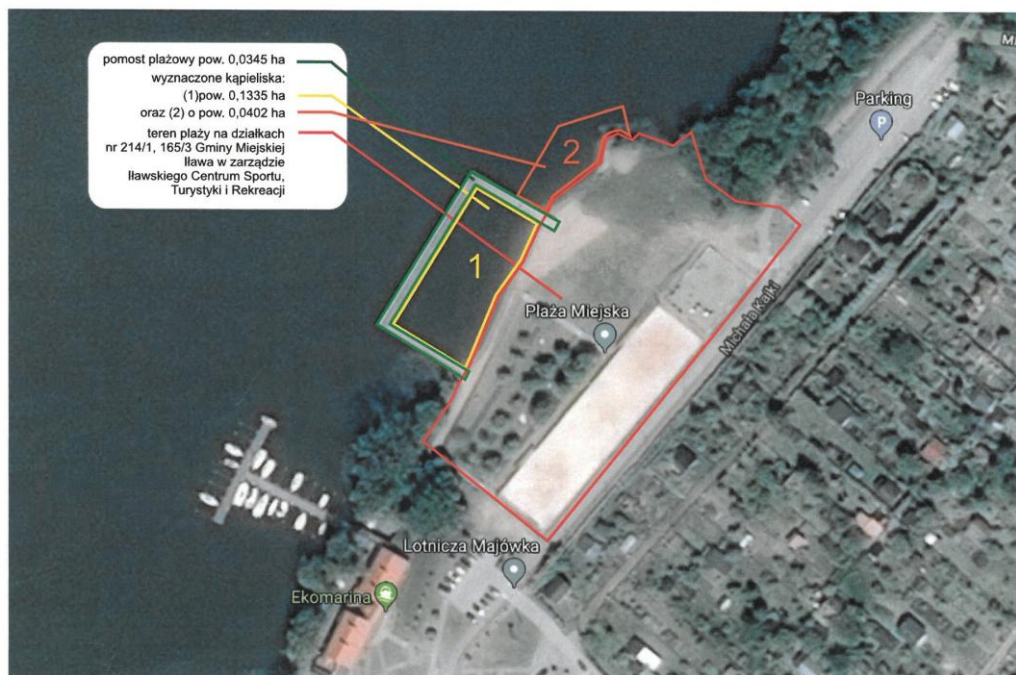 pomost plażowy pow. 0,0345 ha
wyznaczone kąpieliska:
(1)pow. 0,1335 ha
oraz (2) o pow. 0,0402 ha
teren plaży na działkach
nr 214/1, 165/3 Gminy Miejskiej
Iława w zarządzie
Iławskiego Centrum Sportu,
Turystyki i Rekreacji
Parking
P
2
1
Plaża Miejska
Michała Kajki
Lotnicza Majówka
Ekomarina